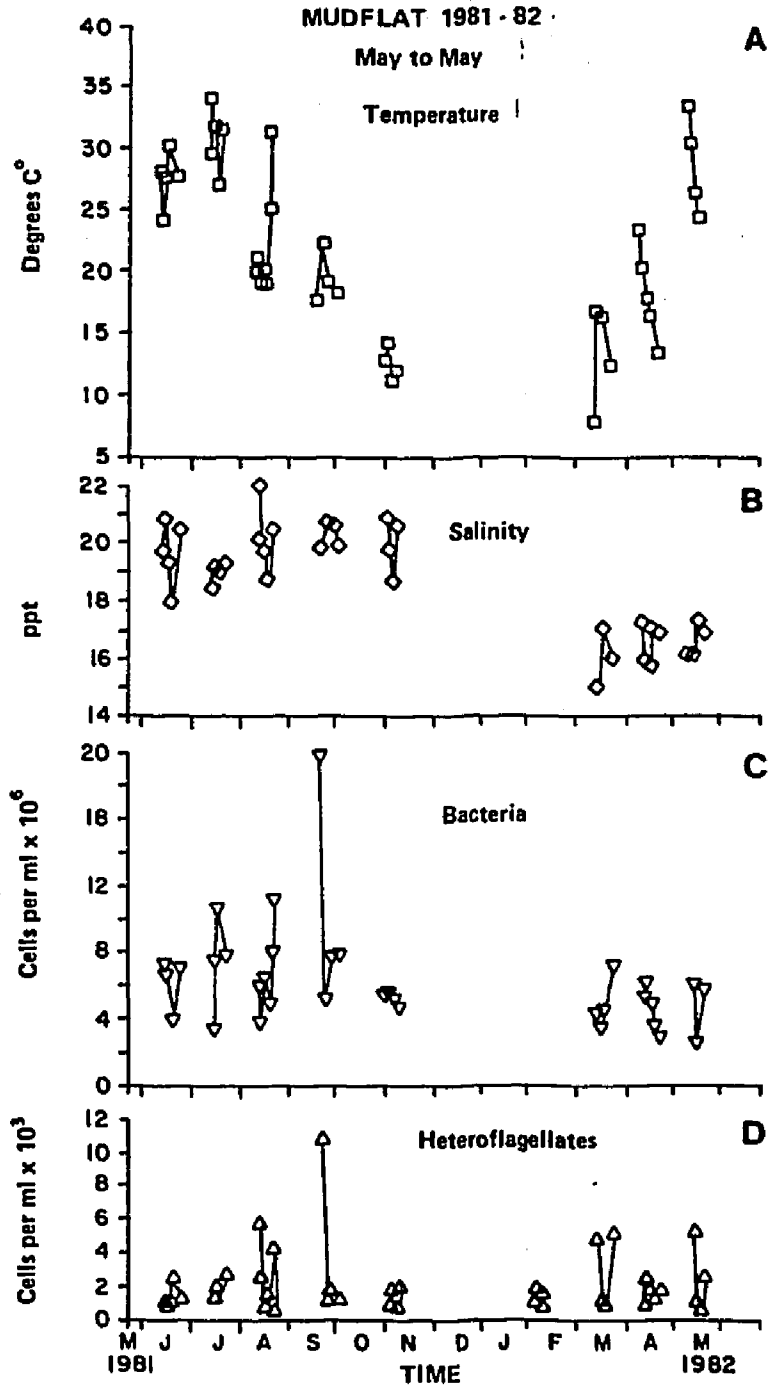 MUDFLAT 1981-82
May to May
Temperature
A
Degrees C°
40
35
30
25
20
15
10
5
B
Salinity
ppt
22
20
18
16
14
C
Bacteria
Cells per ml x 10⁶
20
18
12
8
4
0
D
Heteroflagellates
Cells per ml x 10³
12
10
8
6
4
2
0
M J J A S O N D J F M A M
1981 TIME 1982